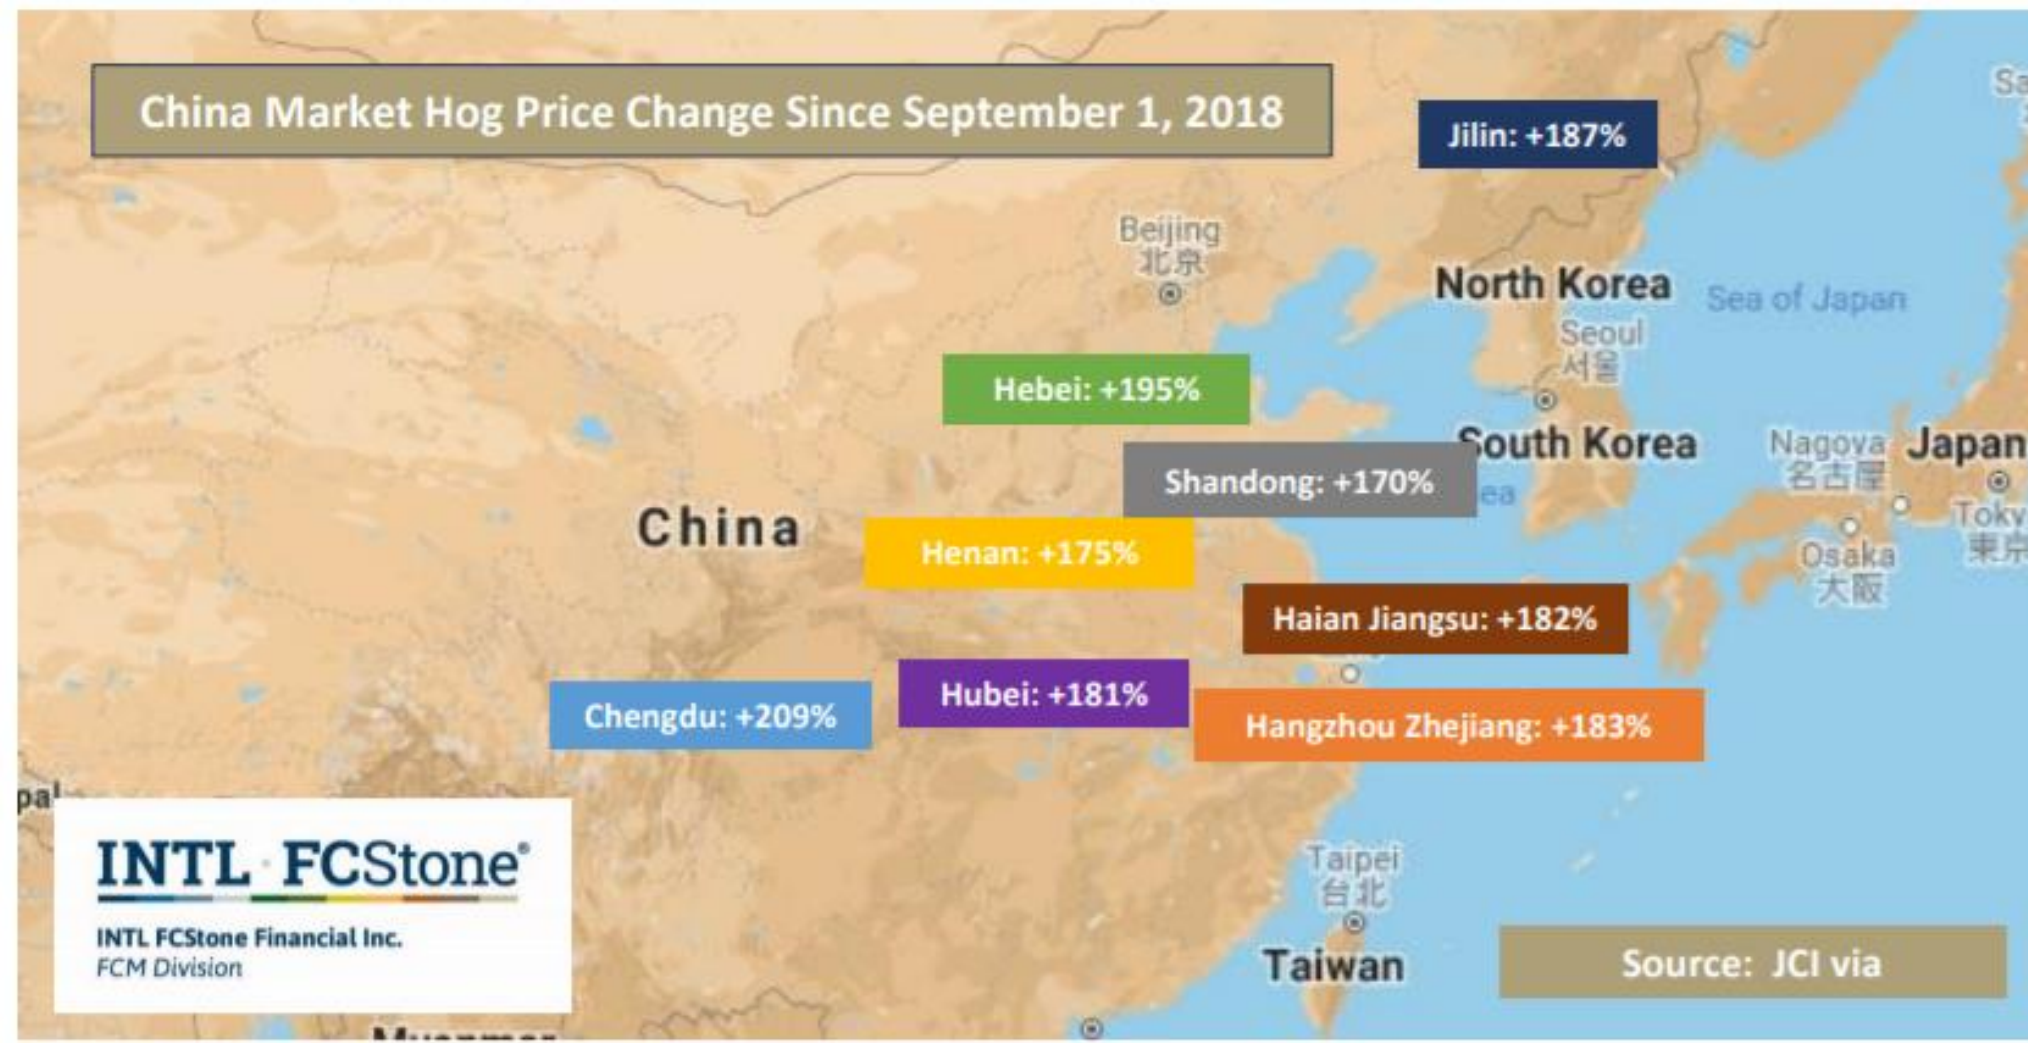 China Market Hog Price Change Since September 1, 2018
Jilin: +187%
Beijing
北京
North Korea
Sea of Japan
Seoul
서울
Hebei: +195%
South Korea
Nagoya
名古屋
Japan
Shandong: +170%
China
Henan: +175%
Osaka
大阪
Haian Jiangsu: +182%
Chengdu: +209%
Hubei: +181%
Hangzhou Zhejiang: +183%
INTL FCStone®
INTL FCStone Financial Inc.
FCM Division
Taipei
台北
Taiwan
Source: JCI via